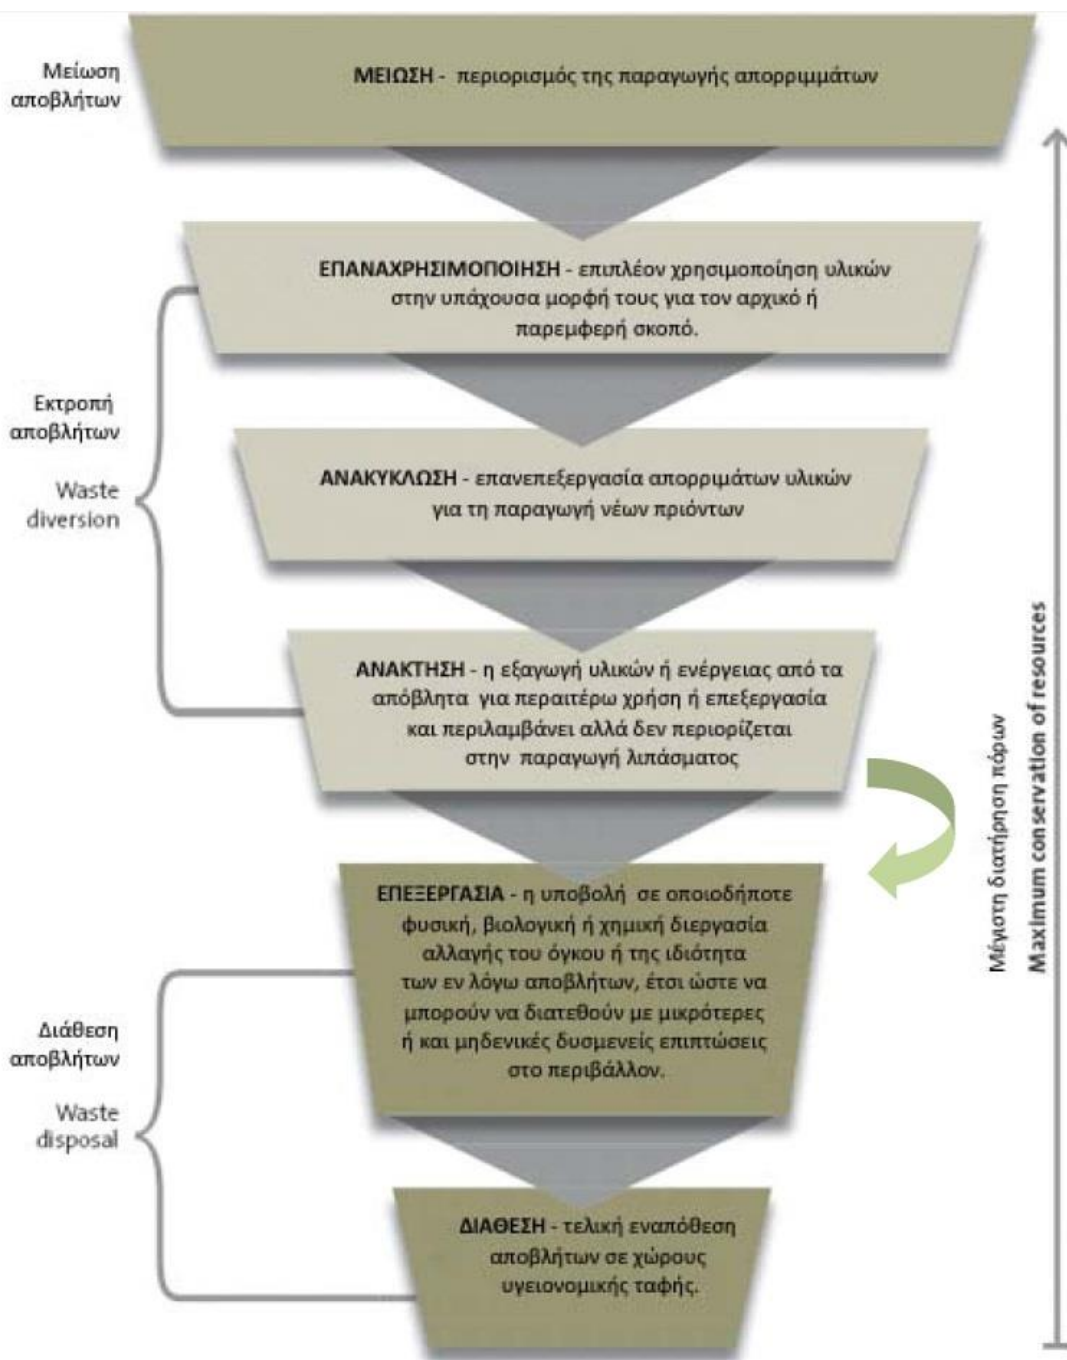 Μείωση
αποβλήτων
ΜΕΙΩΣΗ - περιορισμός της παραγωγής απορριμμάτων
ΕΠΑΝΑΧΡΗΣΙΜΟΠΟΙΗΣΗ - επιπλέον χρησιμοποίηση υλικών
στην υπάχουσα μορφή τους για τον αρχικό ή
παρεμφερή σκοπό.
Εκτροπή
αποβλήτων
Waste
diversion
ΑΝΑΚΥΚΛΩΣΗ - επανεπεξεργασία απορριμάτων υλικών
για τη παραγωγή νέων πριόντων
ΑΝΑΚΤΗΣΗ - η εξαγωγή υλικών ή ενέργειας από τα
απόβλητα για περαιτέρω χρήση ή επεξεργασία
και περιλαμβάνει αλλά δεν περιορίζεται
στην παραγωγή λιπάσματος
ΕΠΕΞΕΡΓΑΣΙΑ - η υποβολή σε οποιοδήποτε
φυσική, βιολογική ή χημική διεργασία
αλλαγής του όγκου ή της ιδιότητα
των εν λόγω αποβλήτων, έτσι ώστε να
μπορούν να διατεθούν με μικρότερες
ή και μηδενικές δυσμενείς επιπτώσεις
στο περιβάλλον.
Διάθεση
αποβλήτων
Waste
disposal
ΔΙΑΘΕΣΗ - τελική εναπόθεση
αποβλήτων σε χώρους
υγειονομικής ταφής.
Μέγιστη διατήρηση πόρων
Maximum conservation of resources